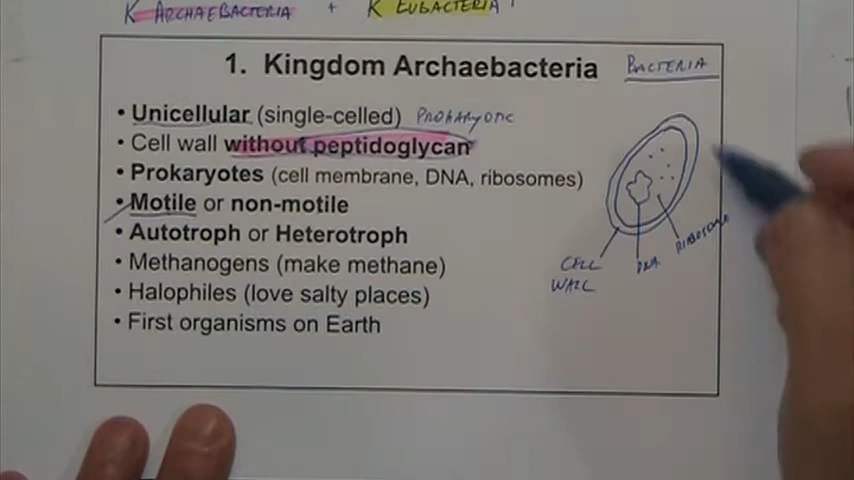 K ARCHAEBACTERIA + K EUBACTERIA
1. Kingdom Archaebacteria BACTERIA
• Unicellular (single-celled) PROKARYOTIC
• Cell wall without peptidoglycan
• Prokaryotes (cell membrane, DNA, ribosomes)
• Motile or non-motile
• Autotroph or Heterotroph
• Methanogens (make methane)
• Halophiles (love salty places)
• First organisms on Earth
CELL WALL
DNA
RIBOSOME